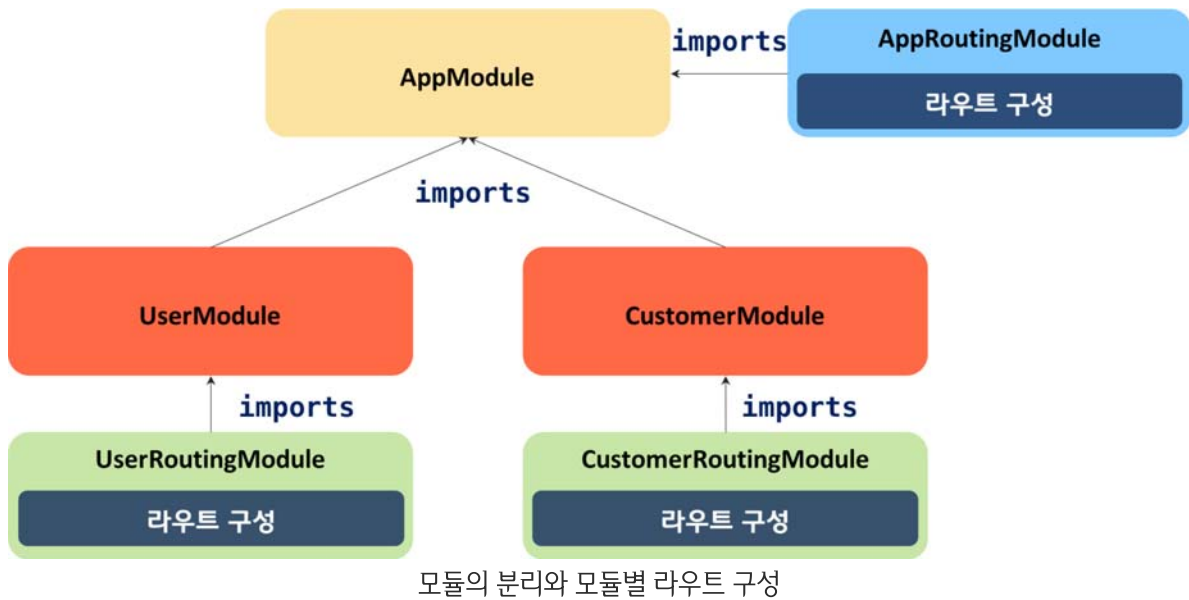 AppModule
imports
AppRoutingModule
라우트 구성
imports
UserModule
CustomerModule
imports
imports
UserRoutingModule
라우트 구성
CustomerRoutingModule
라우트 구성
모듈의 분리와 모듈별 라우트 구성